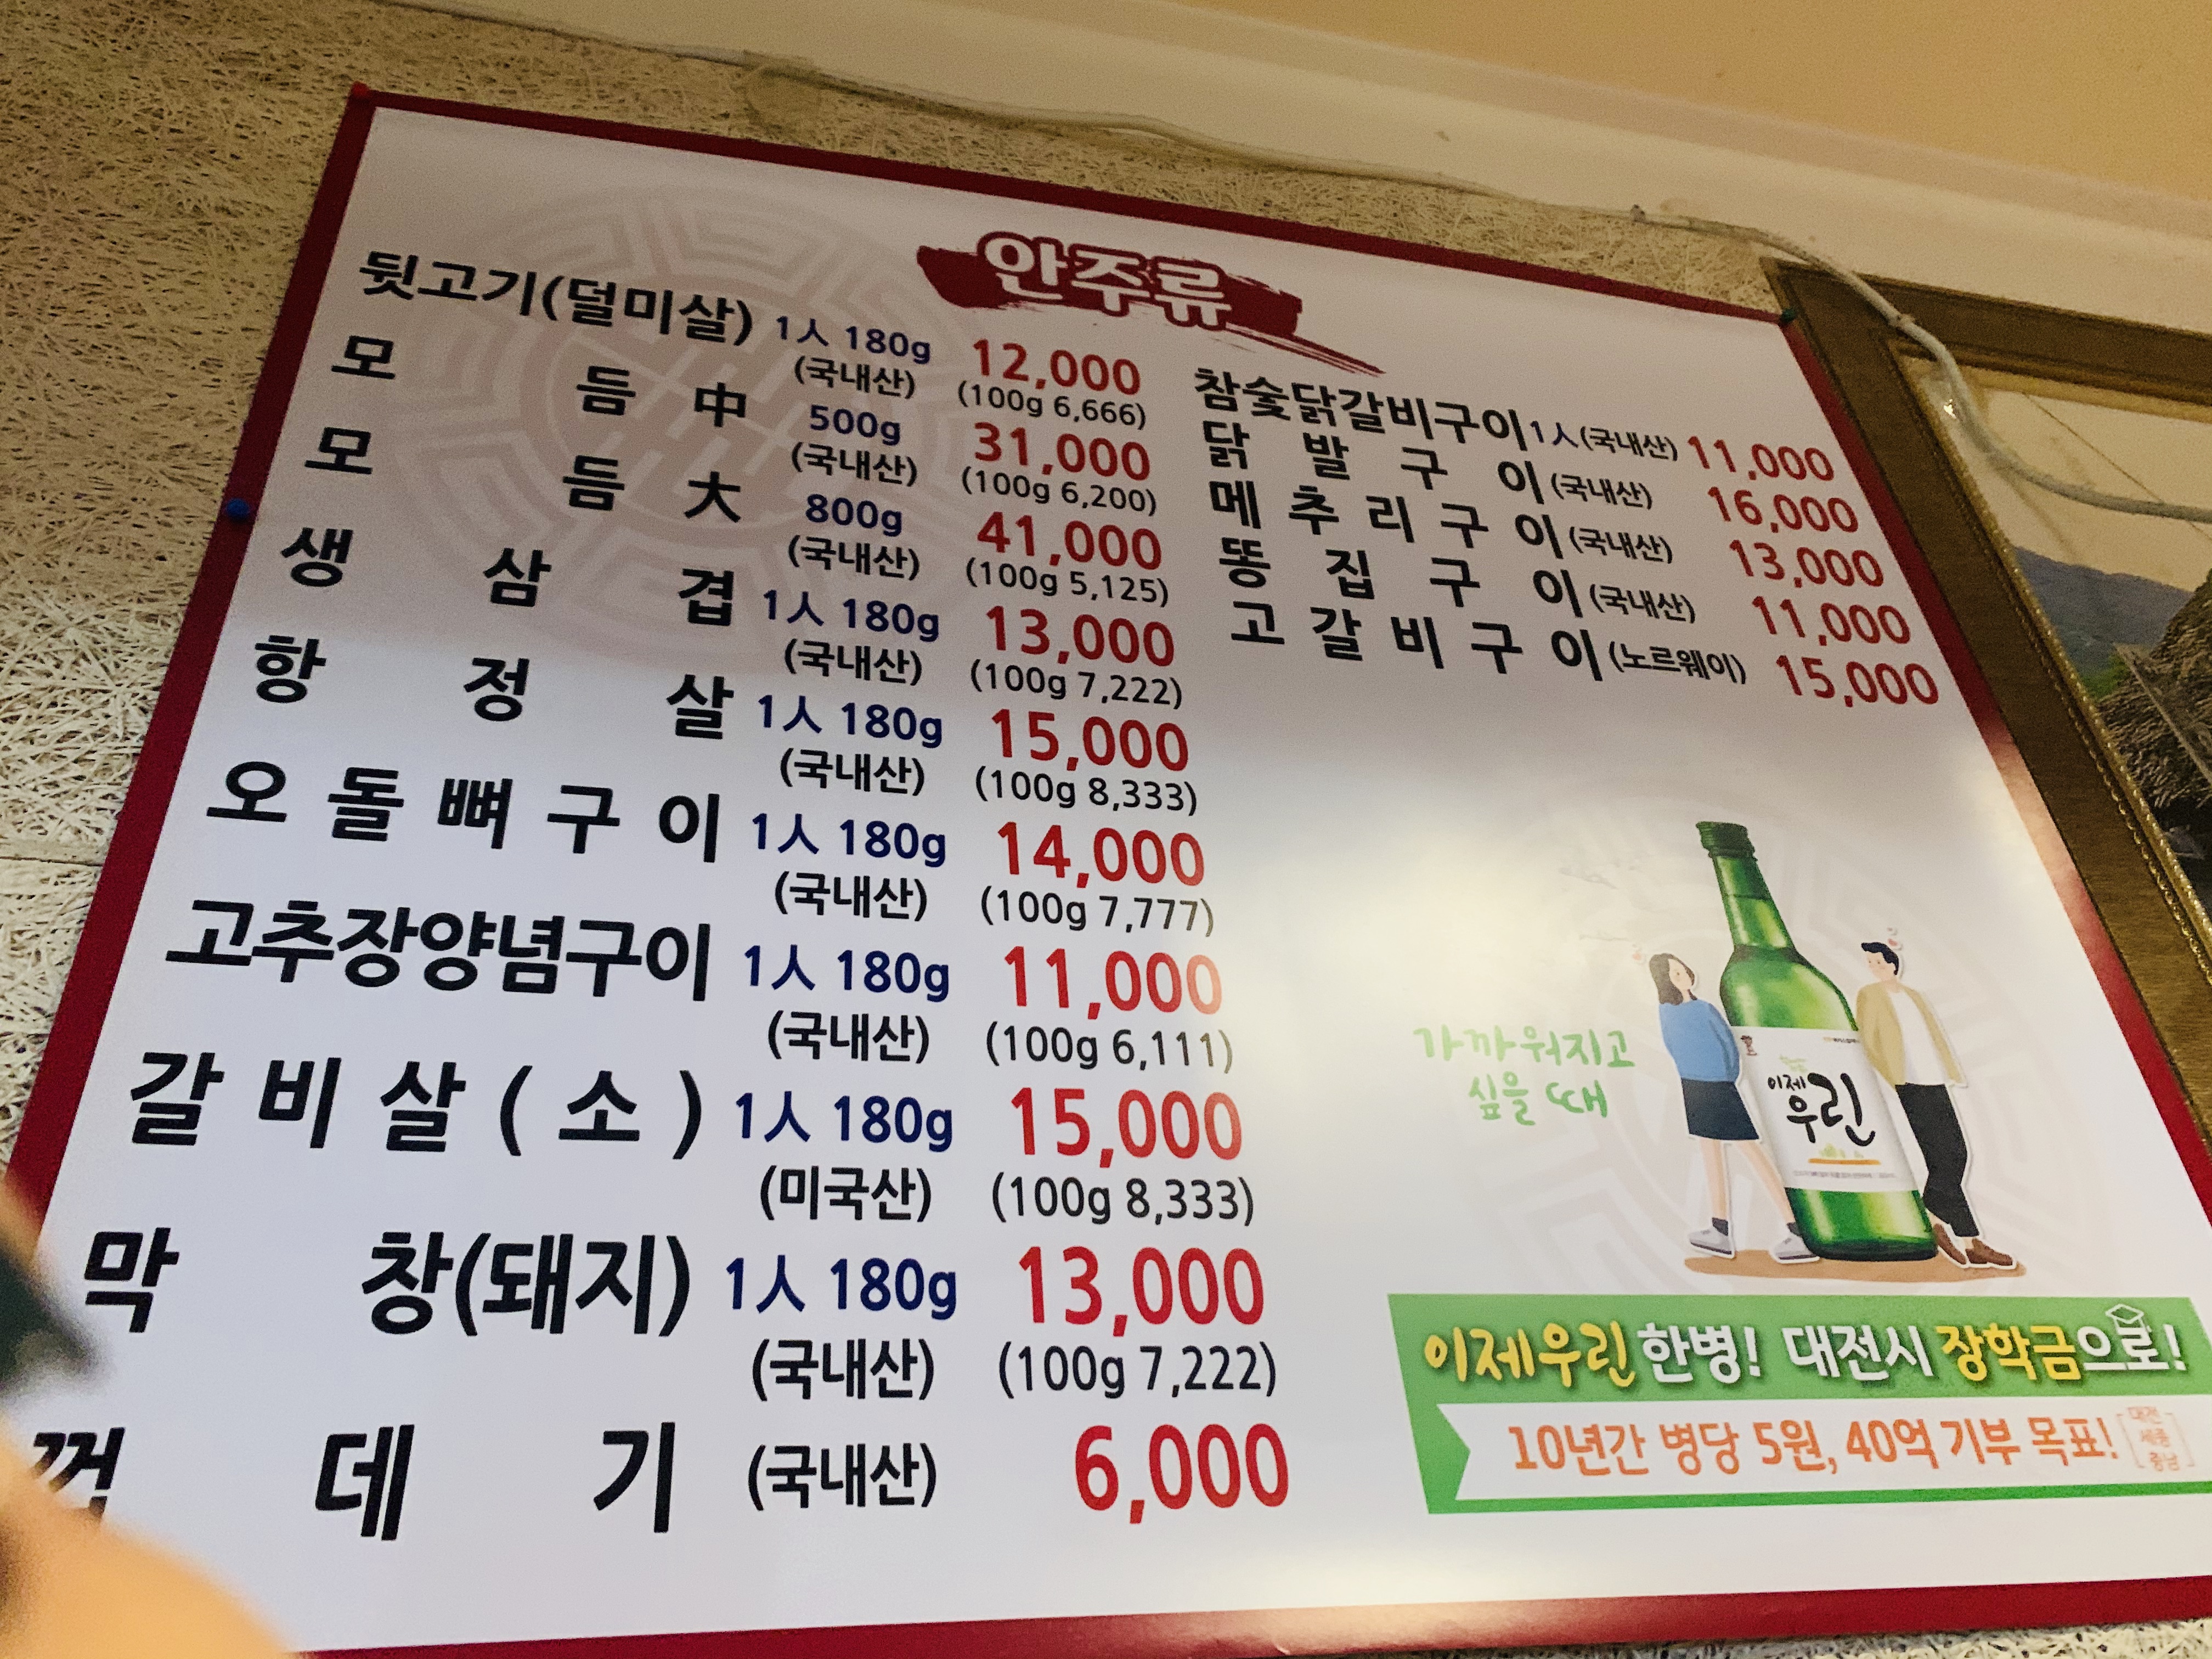 안주류
뒷고기(덜미살) 1人 180g 12,000
(국내산) (100g 6,666)
모 듬 中 500g 31,000
(국내산) (100g 6,200)
모 듬 大 800g 41,000
(국내산) (100g 5,125)
생 삼 겹 1人 180g 13,000
(국내산) (100g 7,222)
항 정 살 1人 180g 15,000
(국내산) (100g 8,333)
오 돌 뼈 구 이 1人 180g 14,000
(국내산) (100g 7,777)
고추장양념구이 1人 180g 11,000
(국내산) (100g 6,111)
갈 비 살 ( 소 ) 1人 180g 15,000
(미국산) (100g 8,333)
막 창(돼지) 1人 180g 13,000
(국내산) (100g 7,222)
껍 데 기 (국내산) 6,000
참숯닭갈비구이 1人(국내산) 11,000
닭 발 구 이 (국내산) 16,000
메 추 리 구 이 (국내산) 13,000
똥 집 구 이 (국내산) 11,000
고 갈 비 구 이 (노르웨이) 15,000
가까워지고
싶을 때
이제
우린
이제우린 한병! 대전시 장학금으로!
10년간 병당 5원, 40억 기부 목표!
대전
세종
충남